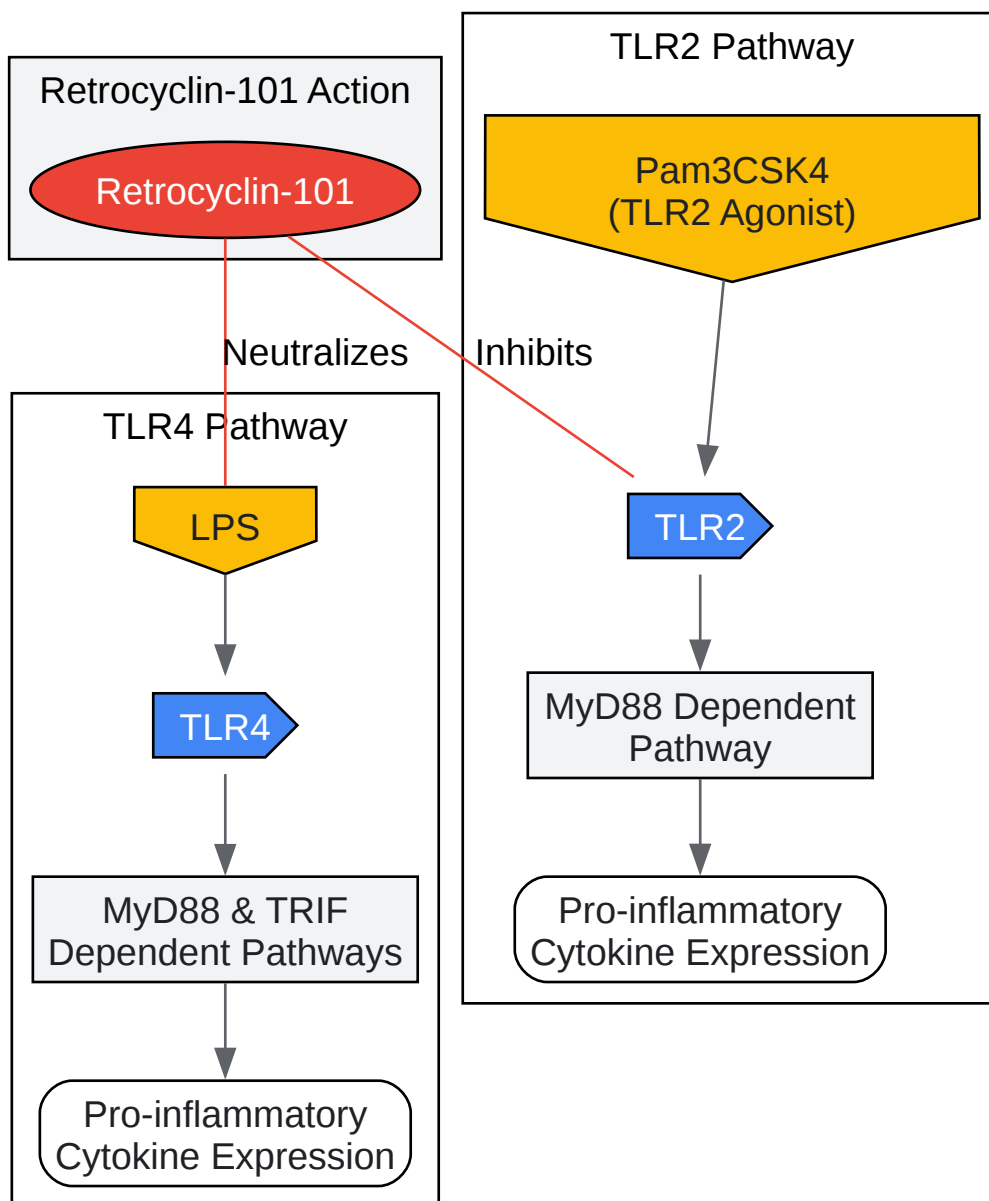 Retrocyclin-101 Action
Retrocyclin-101
Neutralizes
Inhibits
TLR4 Pathway
LPS
TLR4
MyD88 & TRIF
Dependent Pathways
Pro-inflammatory
Cytokine Expression
TLR2 Pathway
Pam3CSK4
(TLR2 Agonist)
TLR2
MyD88 Dependent
Pathway
Pro-inflammatory
Cytokine Expression